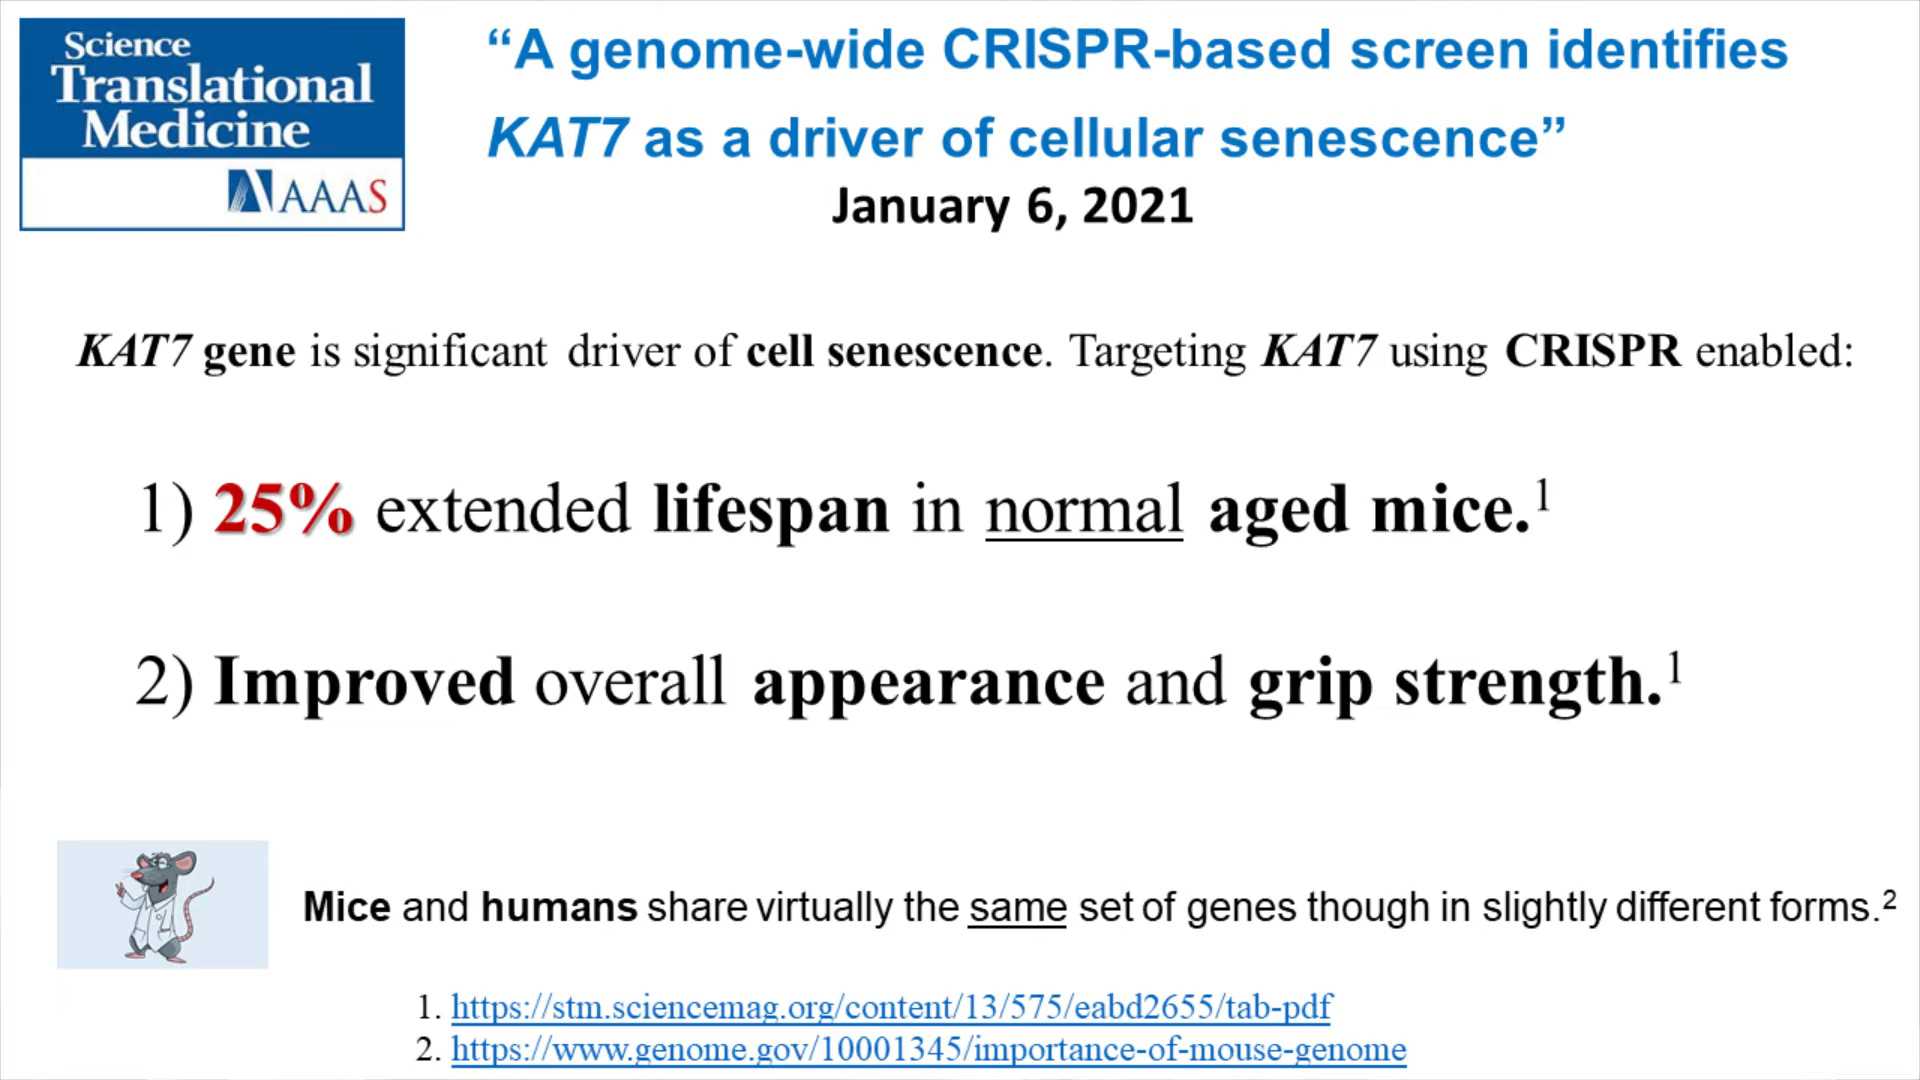 Science
Translational
Medicine
AAAS
“A genome-wide CRISPR-based screen identifies
KAT7 as a driver of cellular senescence”
January 6, 2021
KAT7 gene is significant driver of cell senescence. Targeting KAT7 using CRISPR enabled:
1) 25% extended lifespan in normal aged mice.¹
2) Improved overall appearance and grip strength.¹
Mice and humans share virtually the same set of genes though in slightly different forms.²
1. https://stm.sciencemag.org/content/13/575/eabd2655/tab-pdf
2. https://www.genome.gov/10001345/importance-of-mouse-genome